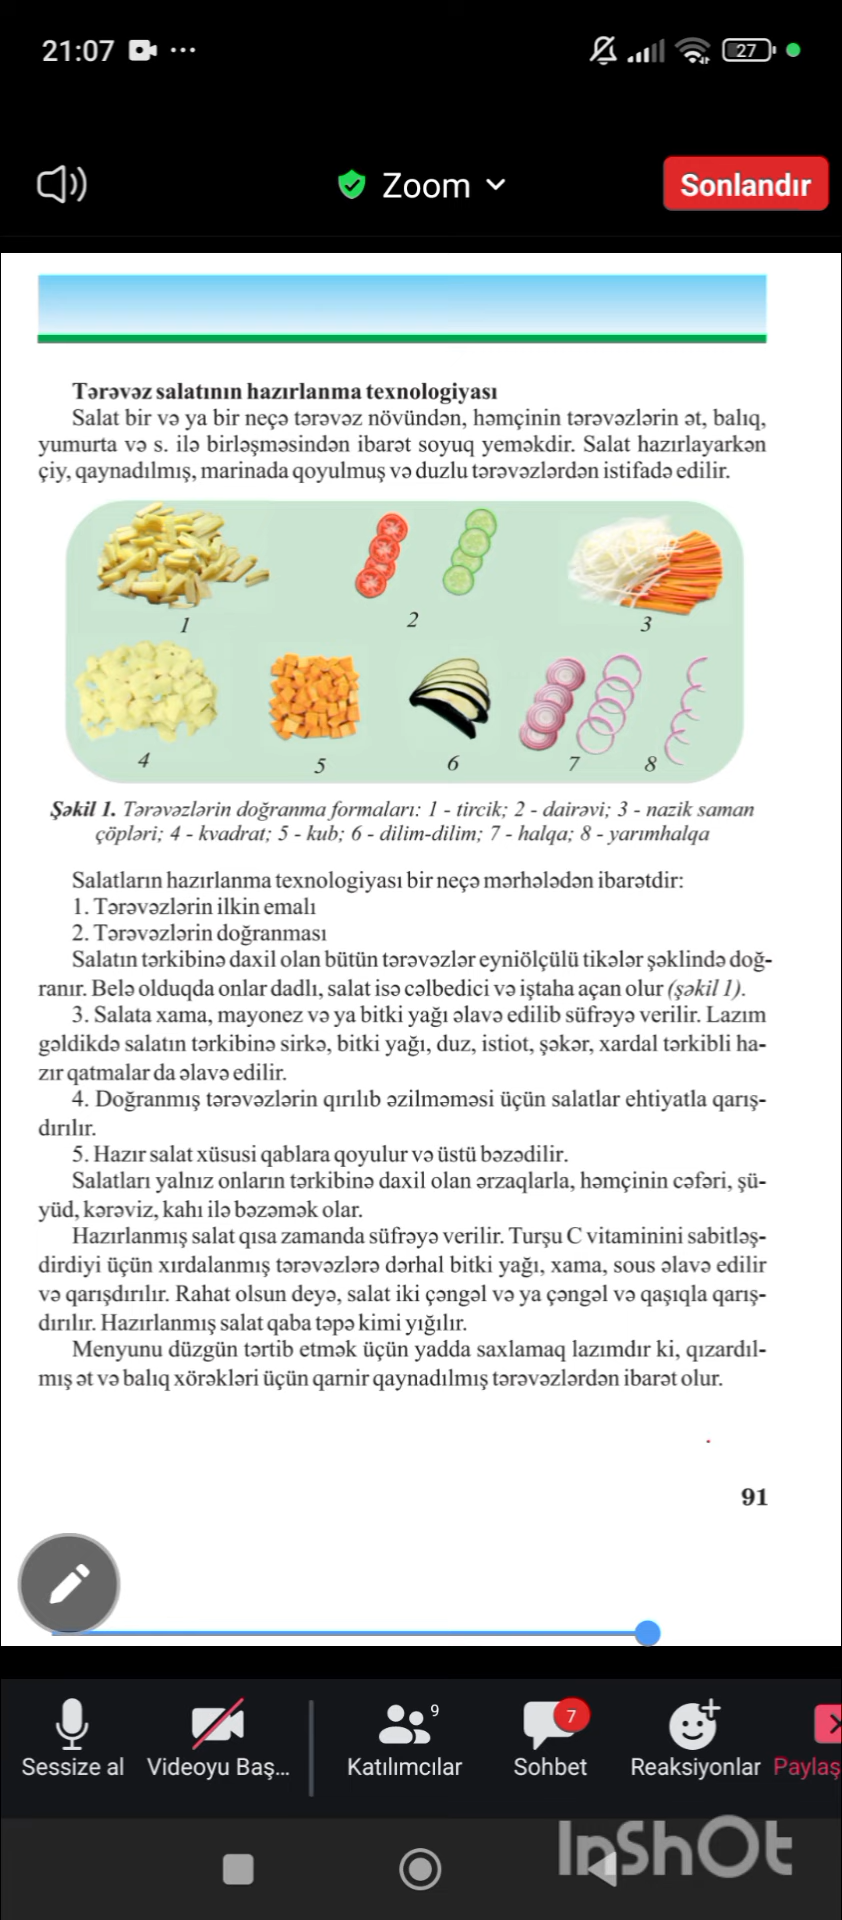 21:07
27
Zoom
Sonlandır
Tərəvəz salatının hazırlanma texnologiyası
Salat bir və ya bir neçə tərəvəz növündən, həmçinin tərəvəzlərin ət, balıq,
yumurta və s. ilə birləşməsindən ibarət soyuq yeməkdir. Salat hazırlayarkən
çiy, qaynadılmış, marinada qoyulmuş və duzlu tərəvəzlərdən istifadə edilir.
1
2
3
4
5
6
7
8
Şəkil 1. Tərəvəzlərin doğranma formaları: 1 - tircik; 2 - dairəvi; 3 - nazik saman
çöpləri; 4 - kvadrat; 5 - kub; 6 - dilim-dilim; 7 - halqa; 8 - yarımhalqa
Salatların hazırlanma texnologiyası bir neçə mərhələdən ibarətdir:
1. Tərəvəzlərin ilkin emalı
2. Tərəvəzlərin doğranması
Salatın tərkibinə daxil olan bütün tərəvəzlər eyniölçülü tikələr şəklində doğ-
ranır. Belə olduqda onlar dadlı, salat isə cəlbedici və iştaha açan olur (şəkil 1).
3. Salata xama, mayonez və ya bitki yağı əlavə edilib süfrəyə verilir. Lazım
gəldikdə salatın tərkibinə sirkə, bitki yağı, duz, istiot, şəkər, xardal tərkibli ha-
zır qatmalar da əlavə edilir.
4. Doğranmış tərəvəzlərin qırılıb əzilməməsi üçün salatlar ehtiyatla qarış-
dırılır.
5. Hazır salat xüsusi qablara qoyulur və üstü bəzədilir.
Salatları yalnız onların tərkibinə daxil olan ərzaqlarla, həmçinin cəfəri, şü-
yüd, kərəviz, kahı ilə bəzəmək olar.
Hazırlanmış salat qısa zamanda süfrəyə verilir. Turşu C vitaminini sabitləş-
dirdiyi üçün xırdalanmış tərəvəzlərə dərhal bitki yağı, xama, sous əlavə edilir
və qarışdırılır. Rahat olsun deyə, salat iki çəngəl və ya çəngəl və qaşıqla qarış-
dırılır. Hazırlanmış salat qaba təpə kimi yığılır.
Menyunu düzgün tərtib etmək üçün yadda saxlamaq lazımdır ki, qızardıl-
mış ət və balıq xörəkləri üçün qarnir qaynadılmış tərəvəzlərdən ibarət olur.
91
9
7
Sessize al
Videoyu Baş...
Katılımcılar
Sohbet
Reaksiyonlar
Paylaş
InShOt